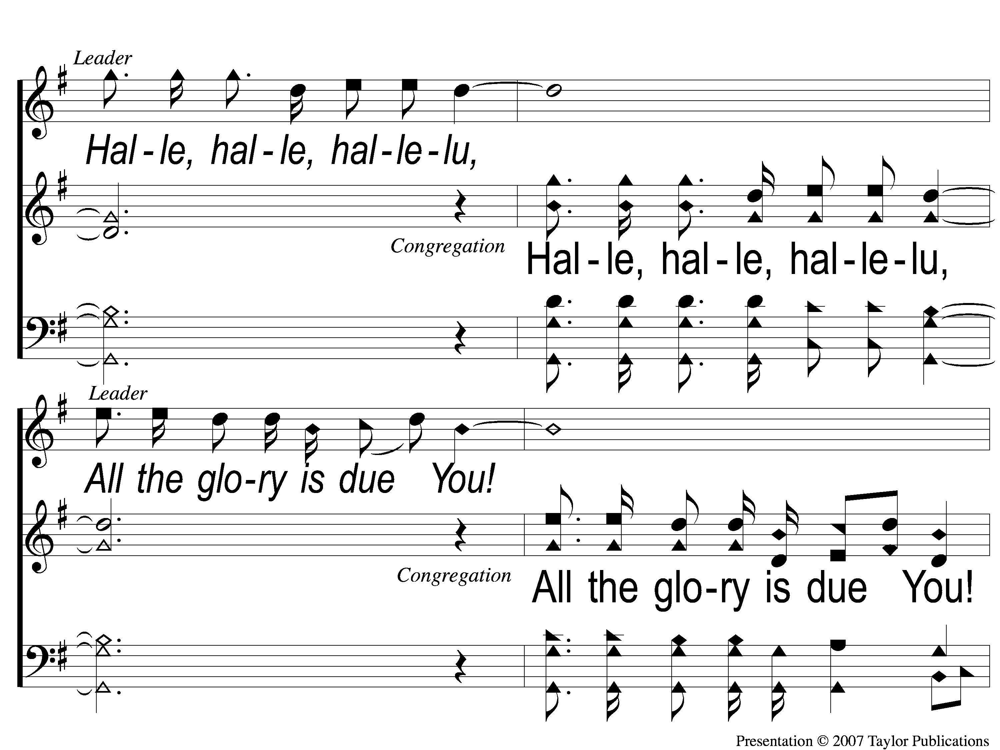 Leader
Hal - le, hal - le, hal - le - lu,
Congregation
Hal - le, hal - le, hal - le - lu,
Leader
All the glo - ry is due You!
Congregation
All the glo - ry is due You!
Presentation © 2007 Taylor Publications